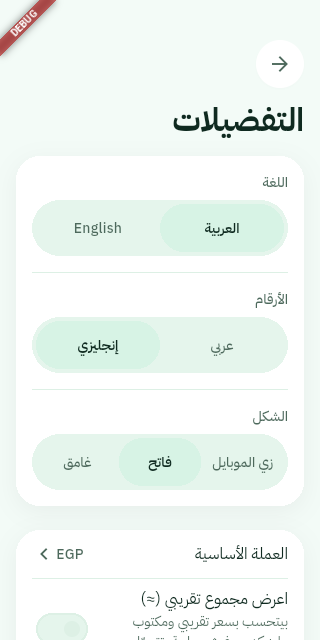 DEBUG
التفضيلات
اللغة
العربية English
الأرقام
عربي إنجليزي
الشكل
زي الموبايل فاتح غامق
العملة الأساسية EGP
اعرض مجموع تقريبي (≈)
بيتحسب بسعر تقريبي ومكتوب